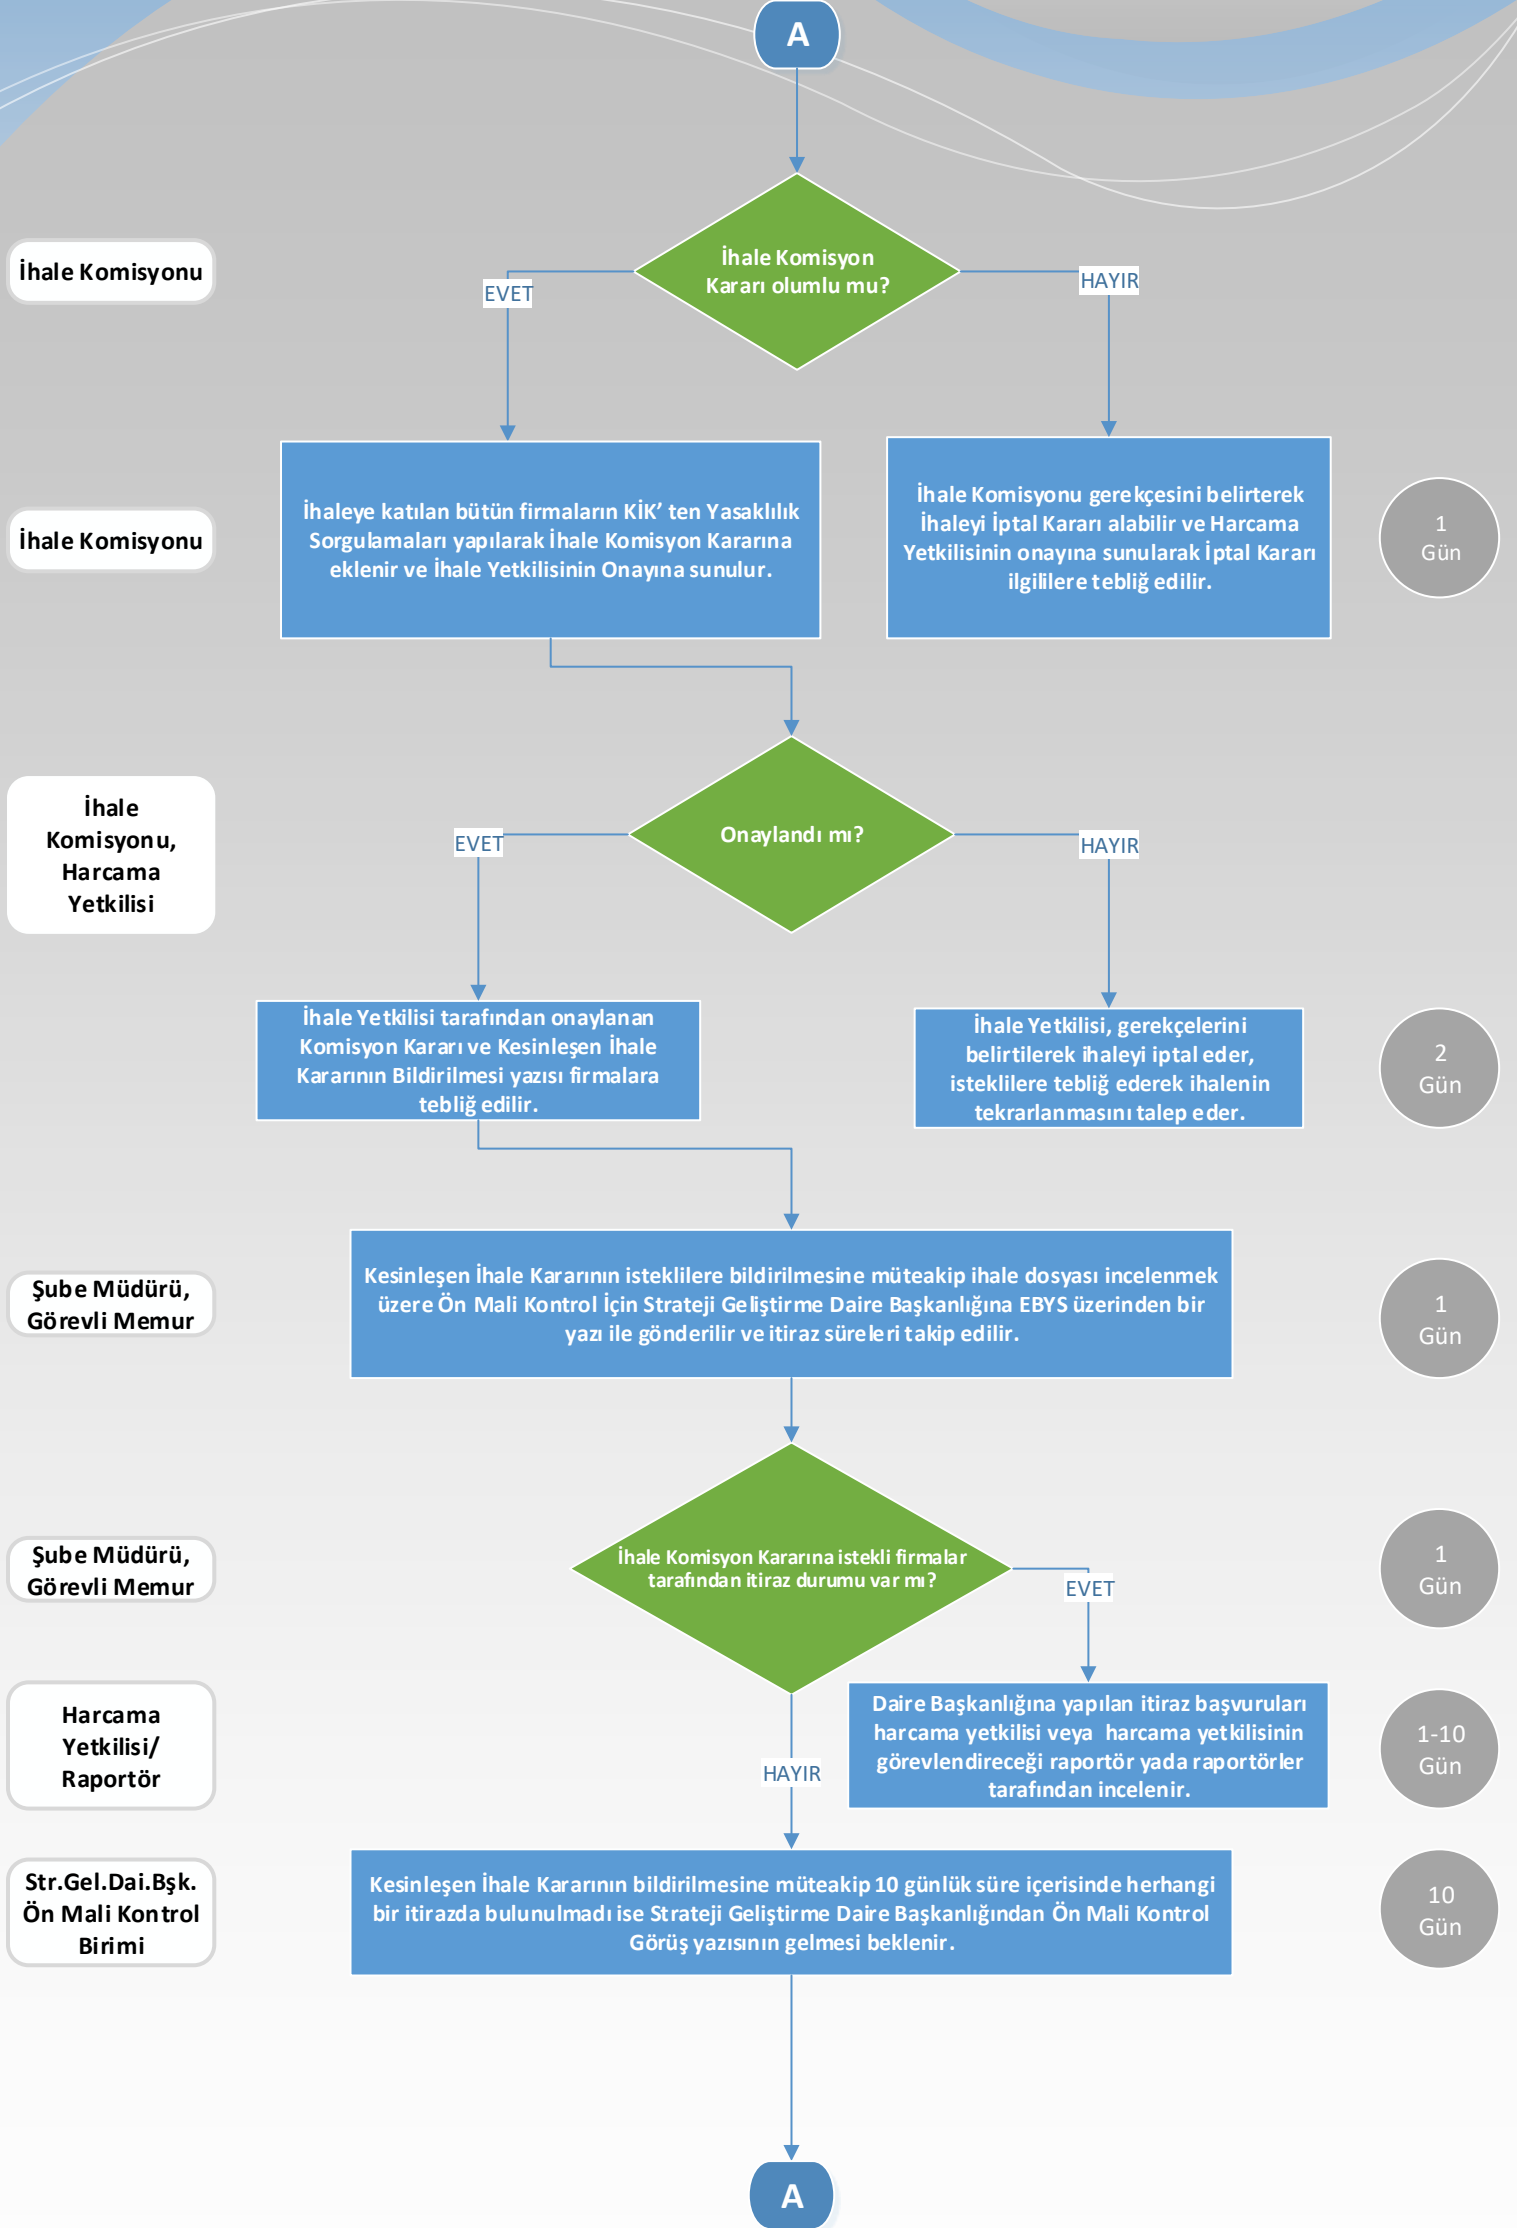 A
İhale Komisyonu
İhale Komisyon
Kararı olumlu mu?
EVET
HAYIR
İhale Komisyonu
İhaleye katılan bütün firmaların KİK’ ten Yasaklılık
Sorgulamaları yapılarak İhale Komisyon Kararına
eklenir ve İhale Yetkilisinin Onayına sunulur.
İhale Komisyonu gerekçesini belirterek
İhaleyi İptal Kararı alabilir ve Harcama
Yetkilisinin onayına sunularak İptal Kararı
ilgililere tebliğ edilir.
1
Gün
İhale
Komisyonu,
Harcama
Yetkilisi
Onaylandı mı?
EVET
HAYIR
İhale Yetkilisi tarafından onaylanan
Komisyon Kararı ve Kesinleşen İhale
Kararının Bildirilmesi yazısı firmalara
tebliğ edilir.
İhale Yetkilisi, gerekçelerini
belirtilerek ihaleyi iptal eder,
isteklilere tebliğ ederek ihalenin
tekrarlanmasını talep eder.
2
Gün
Şube Müdürü,
Görevli Memur
Kesinleşen İhale Kararının isteklilere bildirilmesine müteakip ihale dosyası incelenmek
üzere Ön Mali Kontrol İçin Strateji Geliştirme Daire Başkanlığına EBYS üzerinden bir
yazı ile gönderilir ve itiraz süreleri takip edilir.
1
Gün
Şube Müdürü,
Görevli Memur
İhale Komisyon Kararına istekli firmalar
tarafından itiraz durumu var mı?
EVET
1
Gün
Harcama
Yetkilisi/
Raportör
HAYIR
Daire Başkanlığına yapılan itiraz başvuruları
harcama yetkilisi veya harcama yetkilisinin
görevlendireceği raportör yada raportörler
tarafından incelenir.
1-10
Gün
Str.Gel.Dai.Bşk.
Ön Mali Kontrol
Birimi
Kesinleşen İhale Kararının bildirilmesine müteakip 10 günlük süre içerisinde herhangi
bir itirazda bulunulmadı ise Strateji Geliştirme Daire Başkanlığından Ön Mali Kontrol
Görüş yazısının gelmesi beklenir.
10
Gün
A